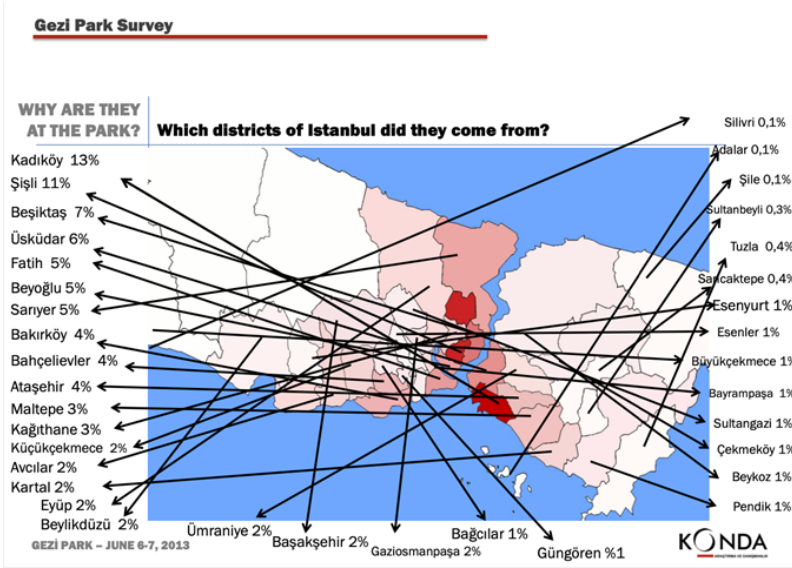 Gezi Park Survey
WHY ARE THEY
AT THE PARK?
Which districts of Istanbul did they come from?
Kadıköy 13%
Şişli 11%
Beşiktaş 7%
Üsküdar 6%
Fatih 5%
Beyoğlu 5%
Sarıyer 5%
Bakırköy 4%
Bahçelievler 4%
Ataşehir 4%
Maltepe 3%
Kağıthane 3%
Küçükçekmece 2%
Avcılar 2%
Kartal 2%
Eyüp 2%
Beylikdüzü 2%
Ümraniye 2%
Başakşehir 2%
Gaziosmanpaşa 2%
Bağcılar 1%
Güngören %1
Silivri 0,1%
Adalar 0,1%
Şile 0,1%
Sultanbeyli 0,3%
Tuzla 0,4%
Sancaktepe 0,4%
Esenyurt 1%
Esenler 1%
Büyükçekmece 1%
Bayrampaşa 1%
Sultangazi 1%
Çekmeköy 1%
Beykoz 1%
Pendik 1%
GEZİ PARK – JUNE 6-7, 2013
KONDA